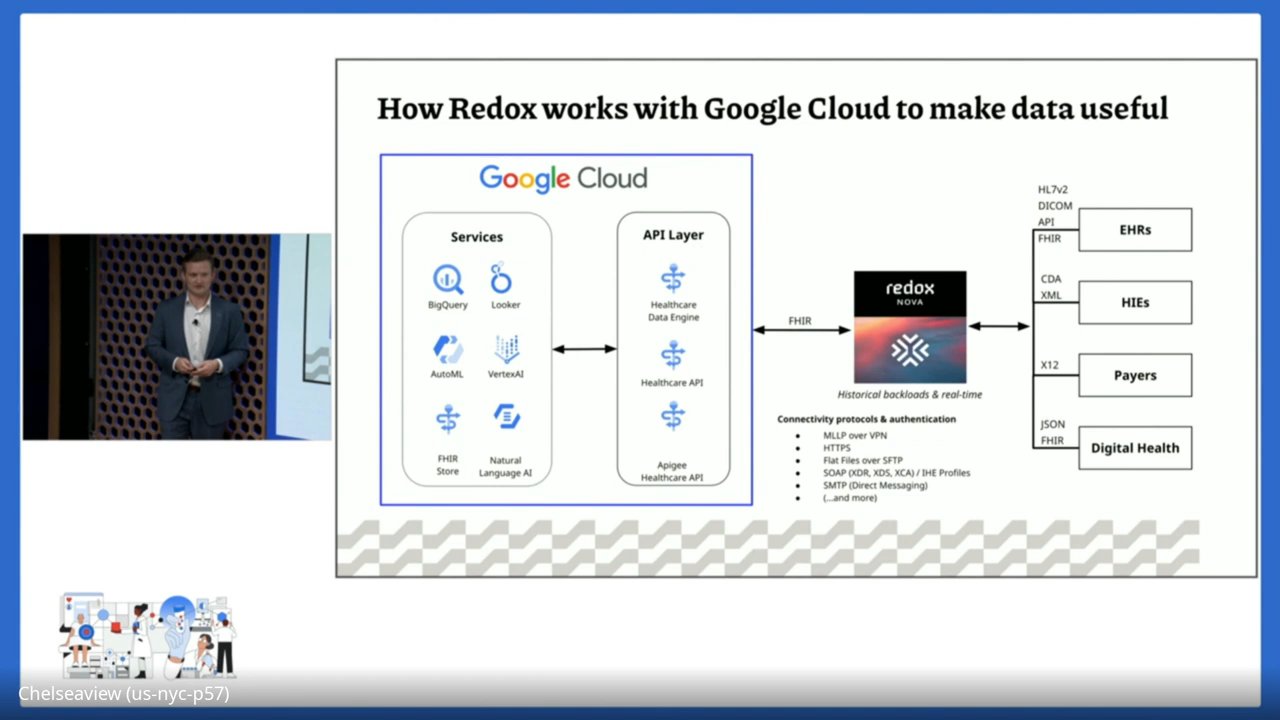 How Redox works with Google Cloud to make data useful
Google Cloud
Services
BigQuery
Looker
AutoML
VertexAI
FHIR
Store
Natural
Language AI
API Layer
Healthcare
Data Engine
Healthcare API
Apigee
Healthcare API
FHIR
redox
NOVA
Historical backloads & real-time
Connectivity protocols & authentication
• MLLP over VPN
• HTTPS
• Flat Files over SFTP
• SOAP (XDR, XDS, XCA) / IHE Profiles
• SMTP (Direct Messaging)
• (...and more)
HL7v2
DICOM
API
FHIR
EHRs
CDA
XML
HIEs
X12
Payers
JSON
FHIR
Digital Health
Chelseaview (us-nyc-p57)